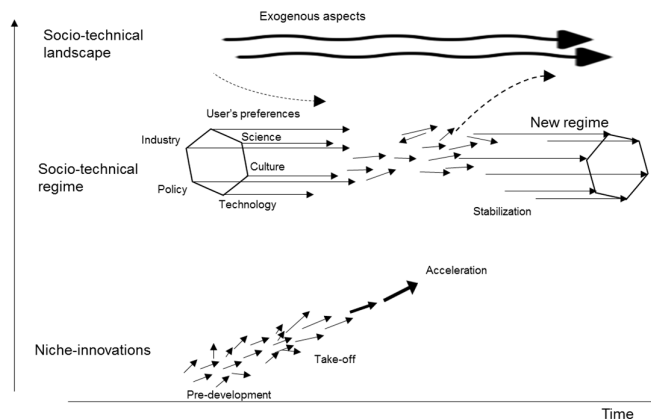 Exogenous aspects
Socio-technical
landscape
User's preferences
Science
Industry
New regime
Socio-technical
regime
Culture
Policy
Technology
Stabilization
Acceleration
Niche-innovations
Take-off
Pre-development
Time